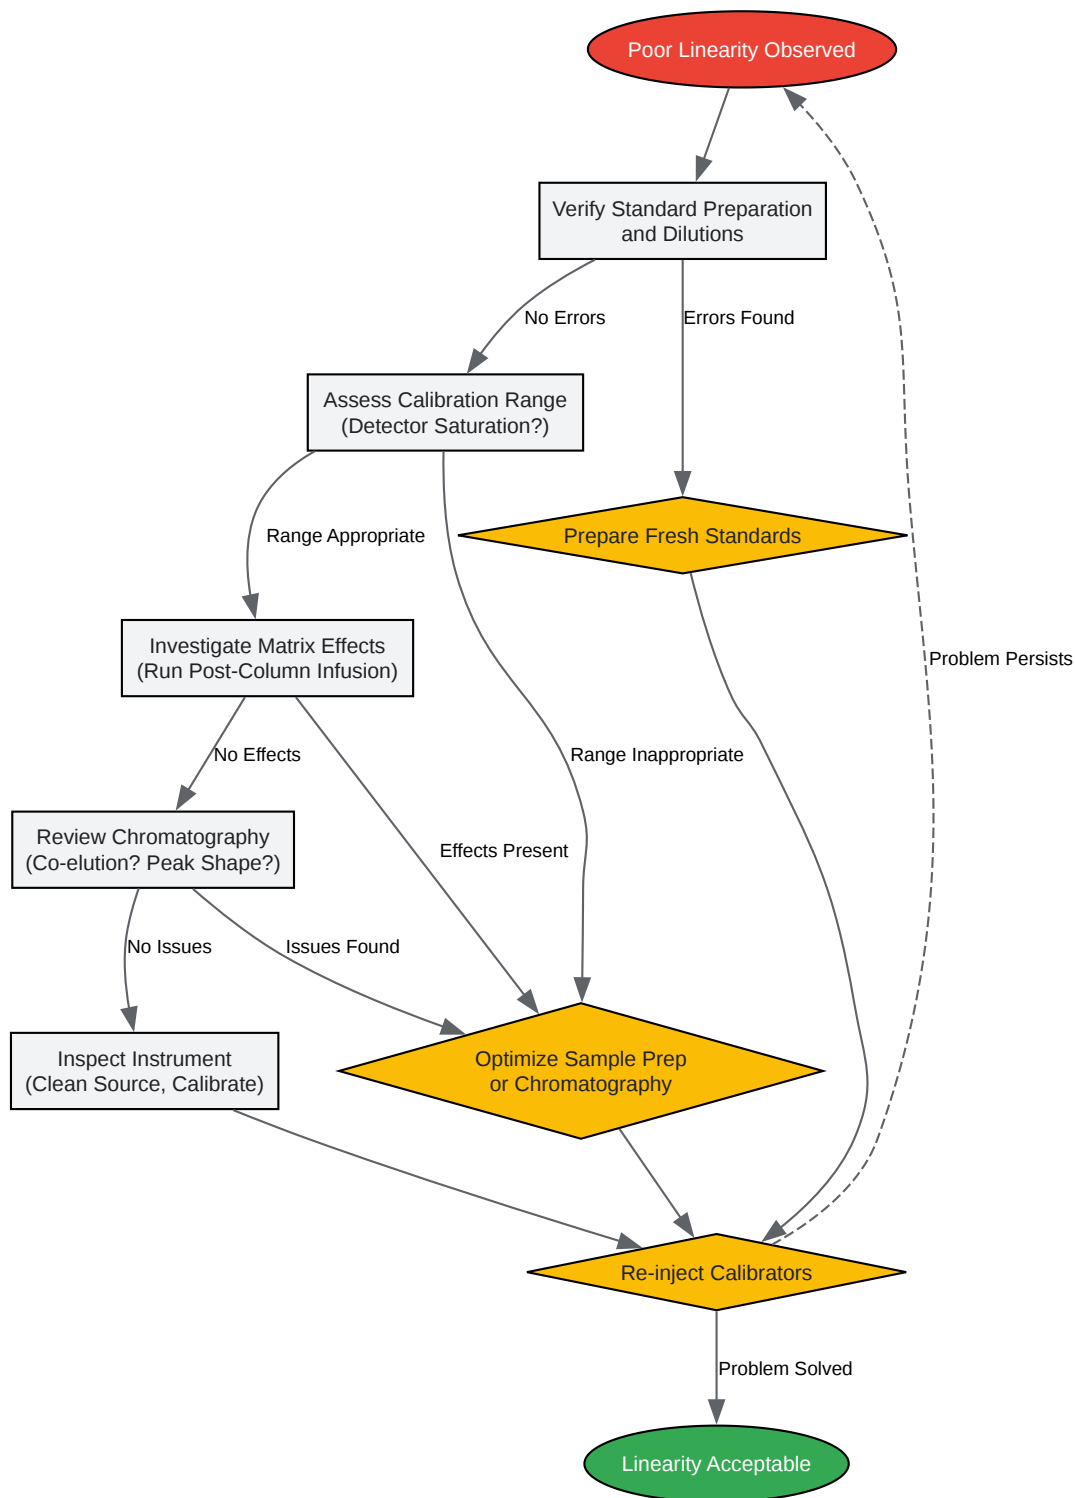 Poor Linearity Observed
Verify Standard Preparation
and Dilutions
No Errors
Errors Found
Assess Calibration Range
(Detector Saturation?)
Range Appropriate
Prepare Fresh Standards
Investigate Matrix Effects
(Run Post-Column Infusion)
Problem Persists
No Effects
Range Inappropriate
Review Chromatography
(Co-elution? Peak Shape?)
Effects Present
No Issues
Issues Found
Inspect Instrument
(Clean Source, Calibrate)
Optimize Sample Prep
or Chromatography
Re-inject Calibrators
Problem Solved
Linearity Acceptable